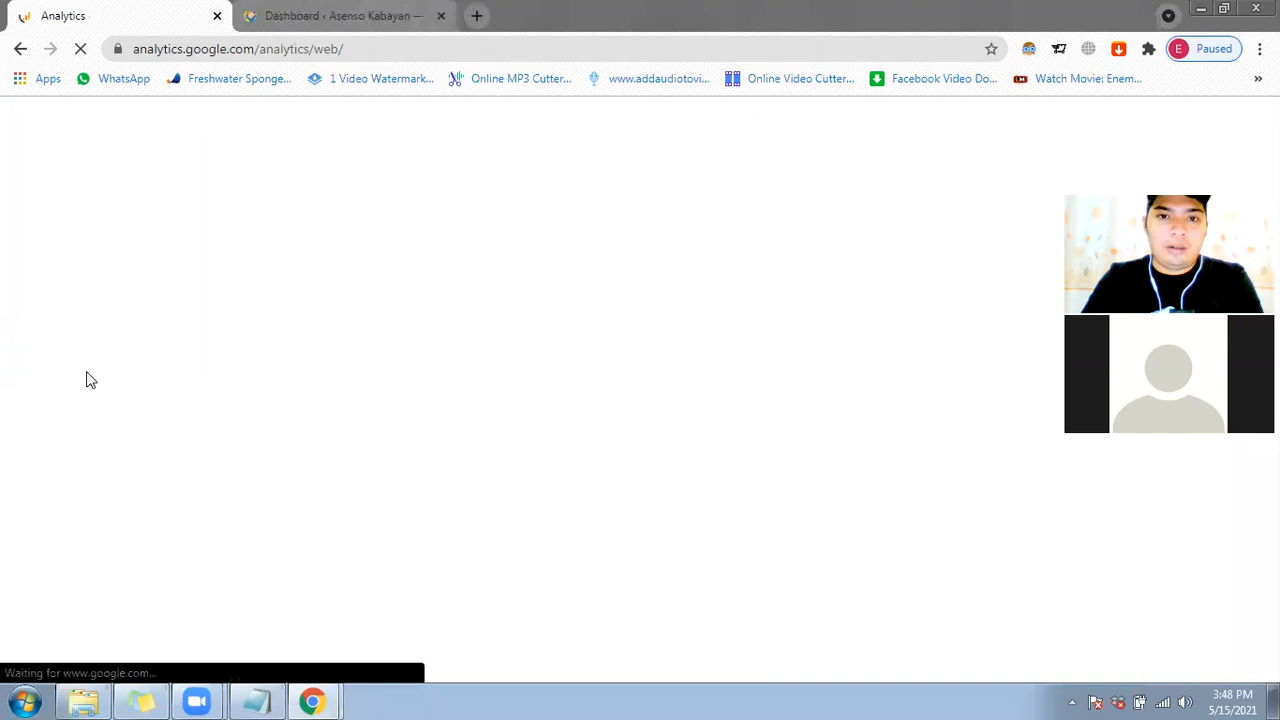 Analytics
Dashboard ‹ Asenso Kabayan —
analytics.google.com/analytics/web/
E Paused
Apps
WhatsApp
Freshwater Sponge...
1 Video Watermark...
Online MP3 Cutter...
www.addaudiotovi...
Online Video Cutter...
Facebook Video Do...
LM Watch Movie: Enem...
»
Waiting for www.google.com...
3:48 PM
5/15/2021